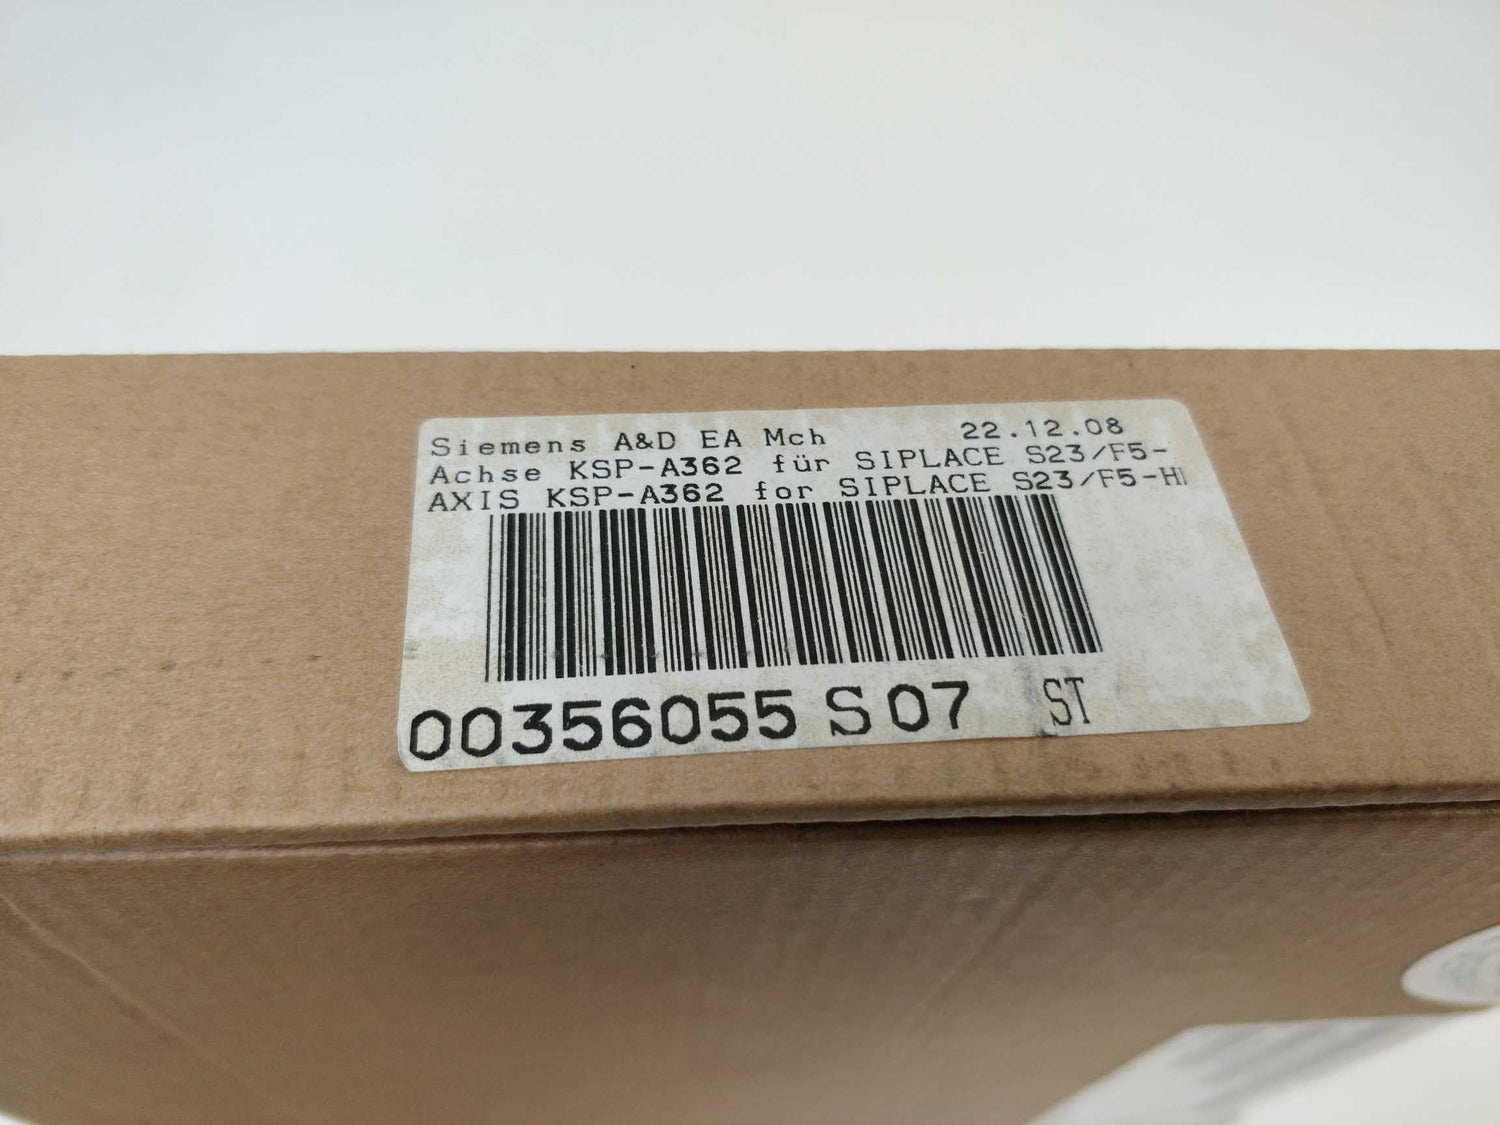 Siemens A&D EA Mch 22.12.08
Achse KSP-A362 für SIPLACE S23/F5-
AXIS KSP-A362 for SIPLACE S23/F5-H
00356055 S 07 ST